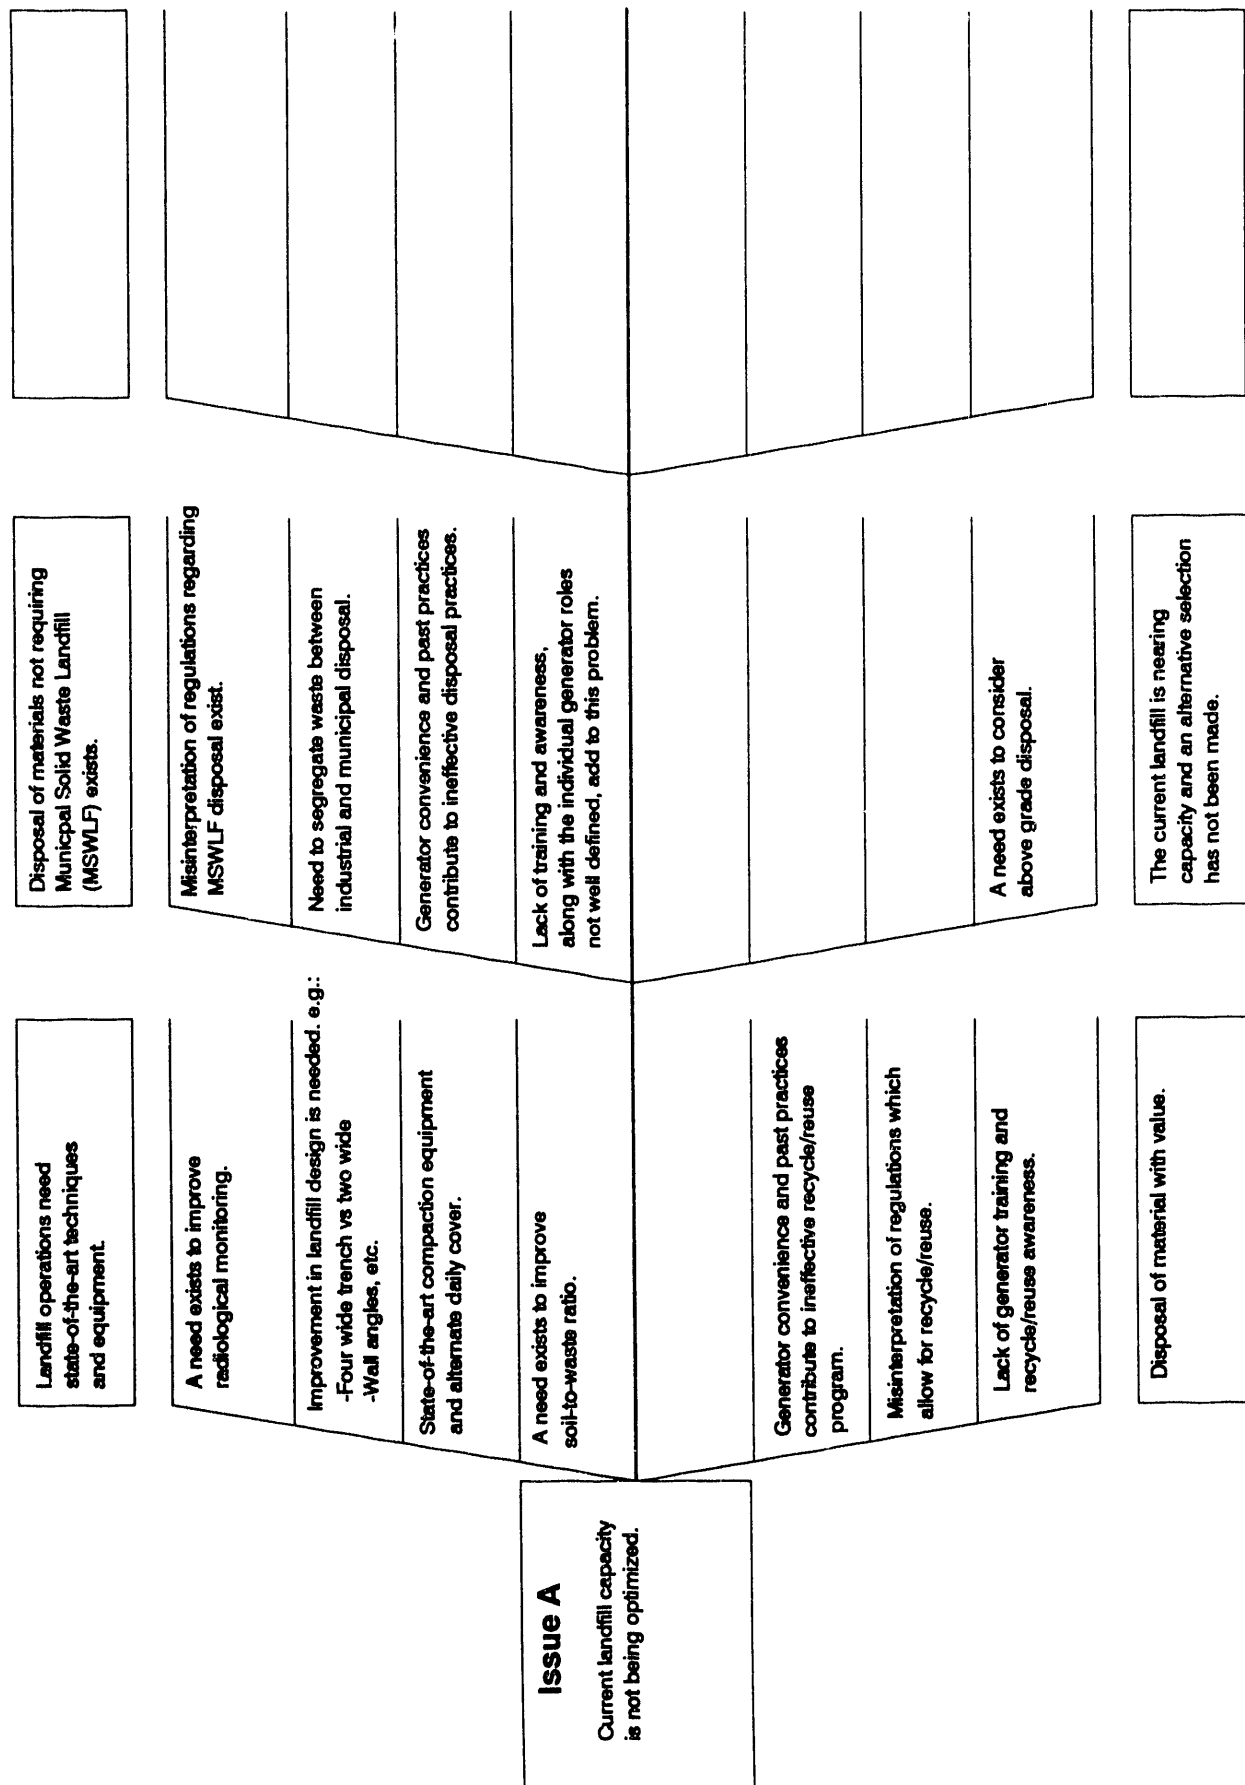 Landfill operations need
state-of-the-art techniques
and equipment.
A need exists to improve
radiological monitoring.
Improvement in landfill design is needed. e.g.:
-Four wide trench vs two wide
-Wall angles, etc.
State-of-the-art compaction equipment
and alternate daily cover.
A need exists to improve
soil-to-waste ratio.
Disposal of materials not requiring
Municpal Solid Waste Landfill
(MSWLF) exists.
Misinterpretation of regulations regarding
MSWLF disposal exist.
Need to segregate waste between
industrial and municipal disposal.
Generator convenience and past practices
contribute to ineffective disposal practices.
Lack of training and awareness,
along with the individual generator roles
not well defined, add to this problem.
Issue A
Current landfill capacity
is not being optimized.
Generator convenience and past practices
contribute to ineffective recycle/reuse
program.
Misinterpretation of regulations which
allow for recycle/reuse.
Lack of generator training and
recycle/reuse awareness.
Disposal of material with value.
A need exists to consider
above grade disposal.
The current landfill is nearing
capacity and an alternative selection
has not been made.